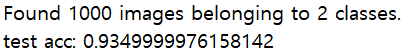 Found 1000 images belonging to 2 classes.
test acc: 0.9349999976158142